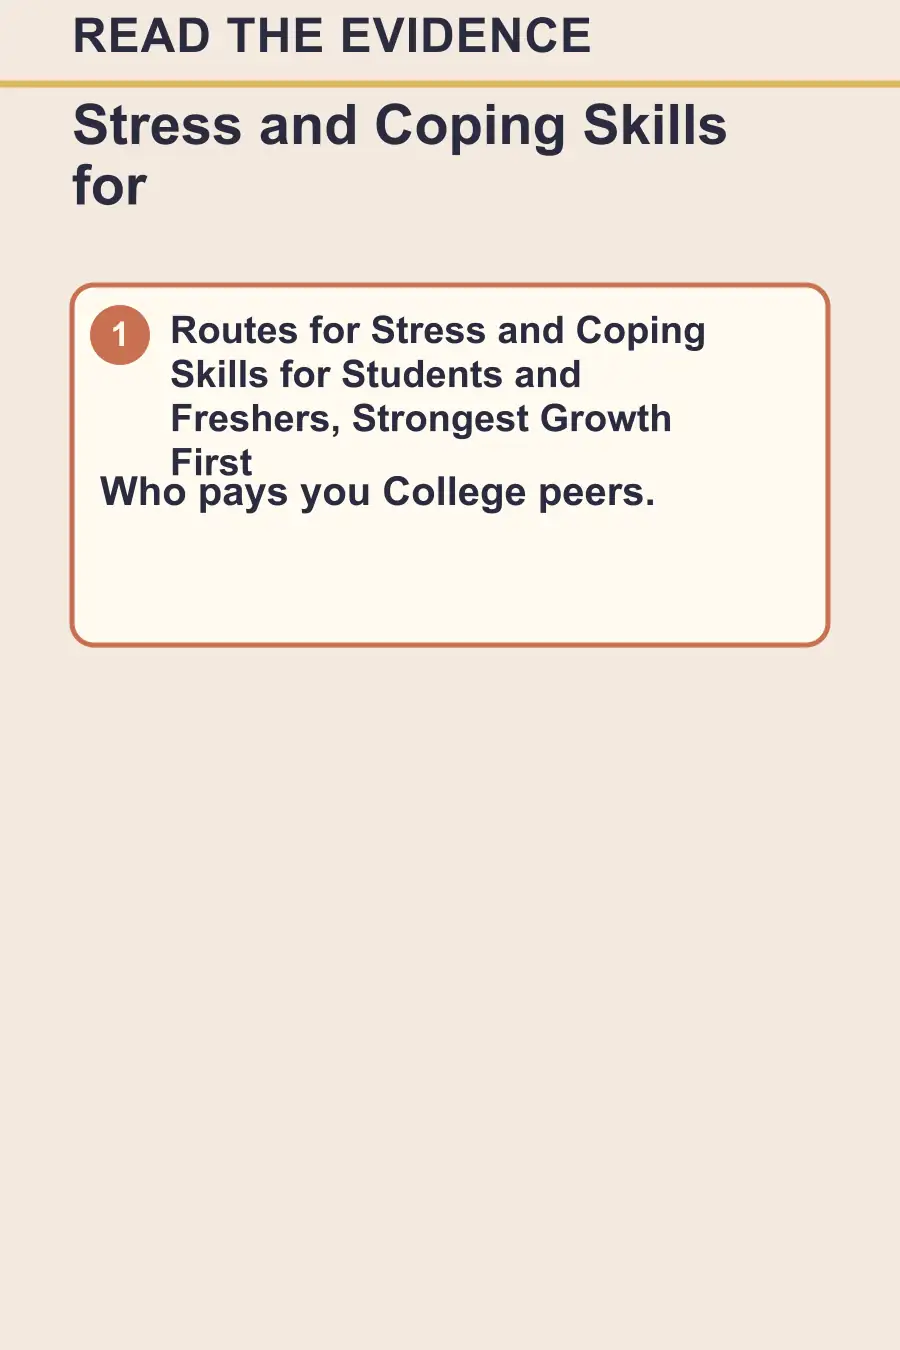 READ THE EVIDENCE
Stress and Coping Skills
for
1
Routes for Stress and Coping
Skills for Students and
Freshers, Strongest Growth
First
Who pays you College peers.